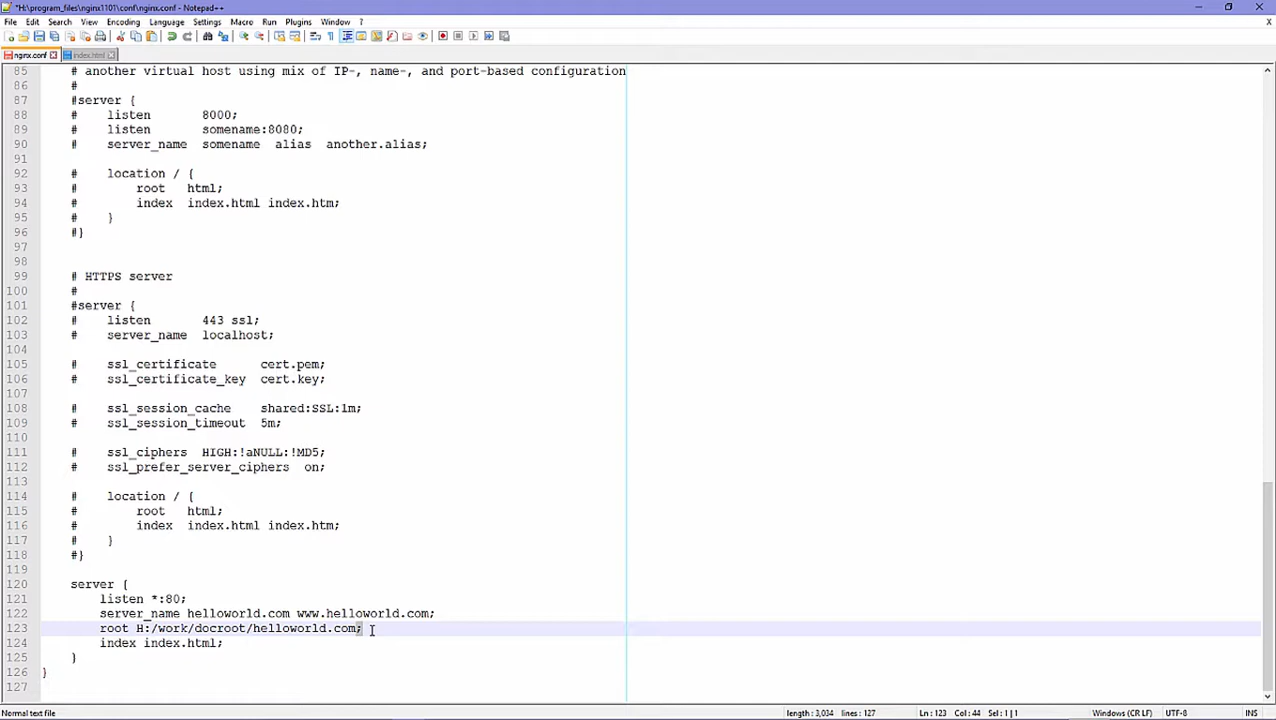 *H:\program_files\nginx1101\conf\nginx.conf - Notepad++
File Edit Search View Encoding Language Settings Macro Run Plugins Window ? X
nginx.conf index.html
85 # another virtual host using mix of IP-, name-, and port-based configuration
86 #
87 #server {
88 # listen 8000;
89 # listen somename:8080;
90 # server_name somename alias another.alias;
91
92 # location / {
93 # root html;
94 # index index.html index.htm;
95 # }
96 #}
97
98
99 # HTTPS server
100 #
101 #server {
102 # listen 443 ssl;
103 # server_name localhost;
104
105 # ssl_certificate cert.pem;
106 # ssl_certificate_key cert.key;
107
108 # ssl_session_cache shared:SSL:1m;
109 # ssl_session_timeout 5m;
110
111 # ssl_ciphers HIGH:!aNULL:!MD5;
112 # ssl_prefer_server_ciphers on;
113
114 # location / {
115 # root html;
116 # index index.html index.htm;
117 # }
118 #}
119
120 server {
121 listen *:80;
122 server_name helloworld.com www.helloworld.com;
123 root H:/work/docroot/helloworld.com;
124 index index.html;
125 }
126 }
127
Normal text file length : 3,034 lines : 127 Ln : 123 Col : 44 Sel : 1 | 1 Windows (CR LF) UTF-8 INS